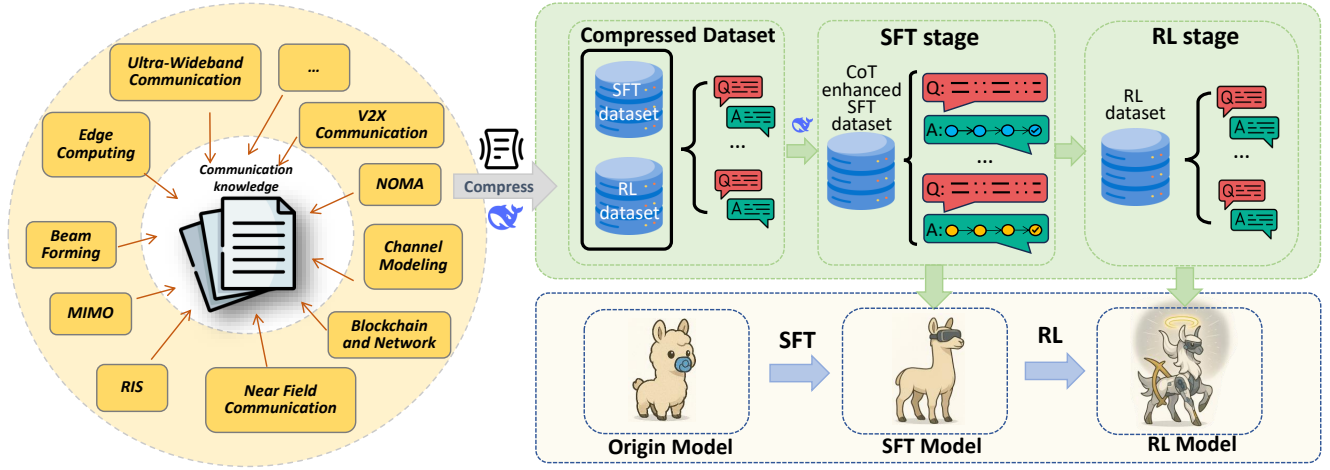 Ultra-Wideband
Communication
...
V2X
Communication
Edge
Computing
Communication
knowledge
NOMA
Beam
Forming
Channel
Modeling
MIMO
Blockchain
and Network
RIS
Near Field
Communication
Compress
Compressed Dataset
SFT
dataset
RL
dataset
Q
A
...
Q
A
SFT stage
CoT
enhanced
SFT
dataset
Q:
A:
...
Q:
A:
RL stage
RL
dataset
Q
A
...
Q
A
SFT
RL
Origin Model
SFT Model
RL Model